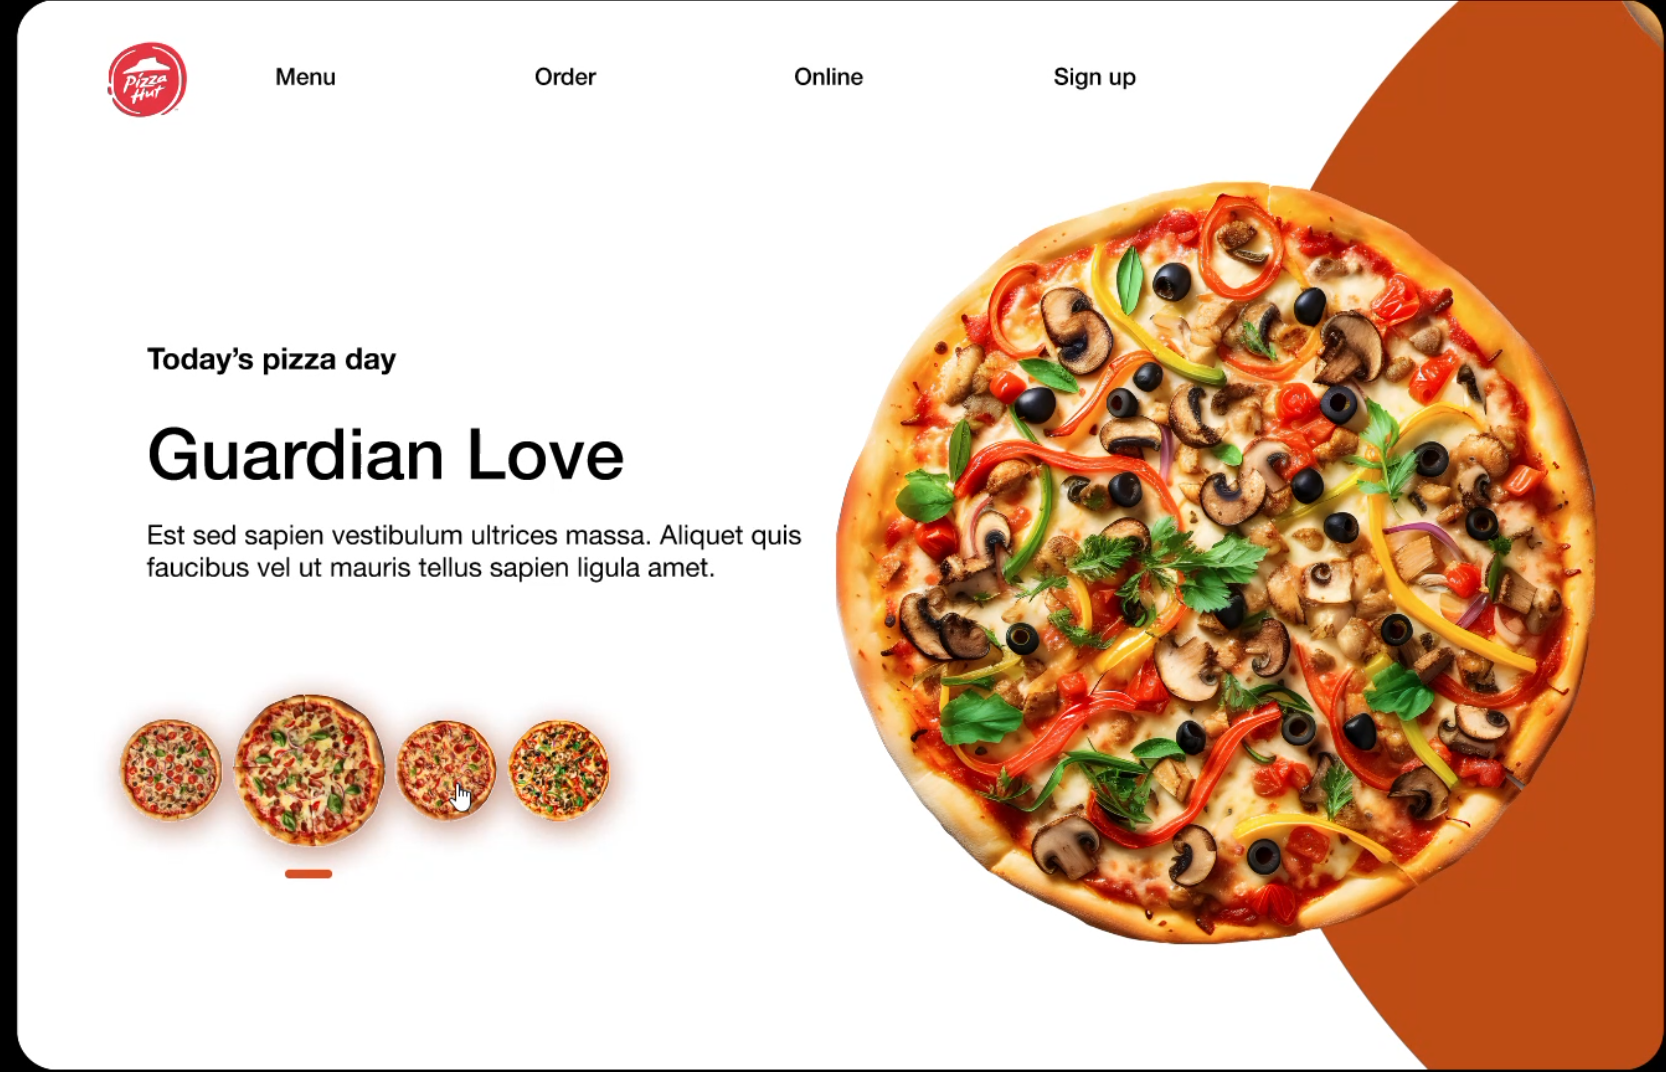 Pizza
Hut
Menu
Order
Online
Sign up
Today’s pizza day
Guardian Love
Est sed sapien vestibulum ultrices massa. Aliquet quis
faucibus vel ut mauris tellus sapien ligula amet.